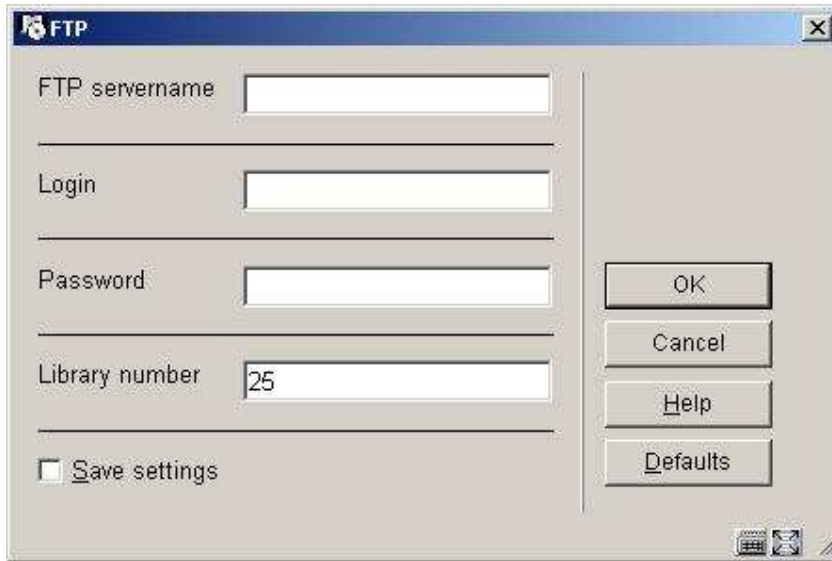 FTP
FTP servername
Login
Password
Library number
25
Save settings
OK
Cancel
Help
Defaults